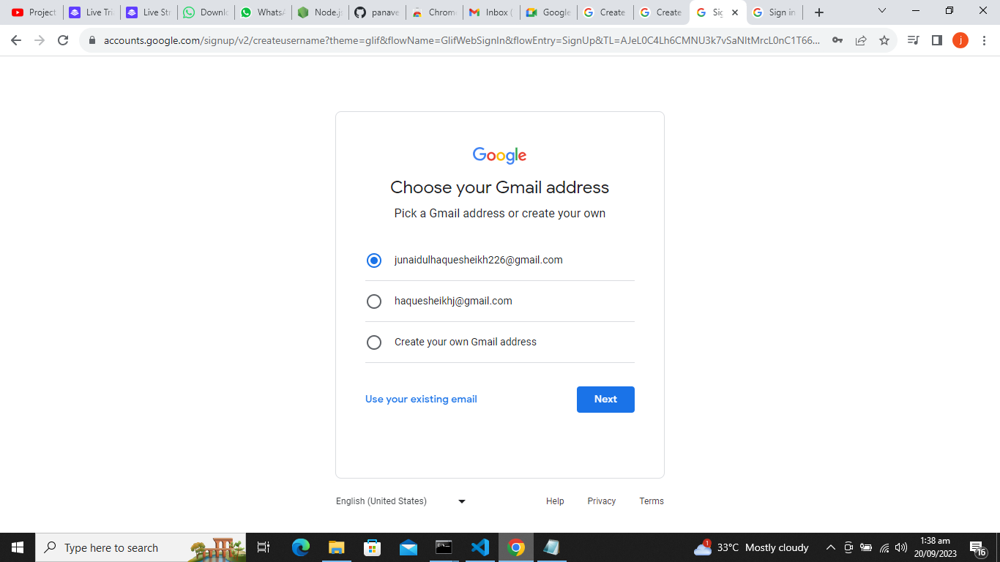 Project
Live Tri
Live Str
Downlo
WhatsA
Node.js
panave
Chrom
Inbox (
Google
Create
Create
Sig
Sign in
accounts.google.com/signup/v2/createusername?theme=glif&flowName=GlifWebSignIn&flowEntry=SignUp&TL=AJeL0C4Lh6CMNU3k7vSaNItMrcL0nC1T66...
j
Google
Choose your Gmail address
Pick a Gmail address or create your own
junaidulhaquesheikh226@gmail.com
haquesheikhj@gmail.com
Create your own Gmail address
Use your existing email
Next
English (United States)
Help
Privacy
Terms
Type here to search
1
33°C Mostly cloudy
1:38 am
20/09/2023
16